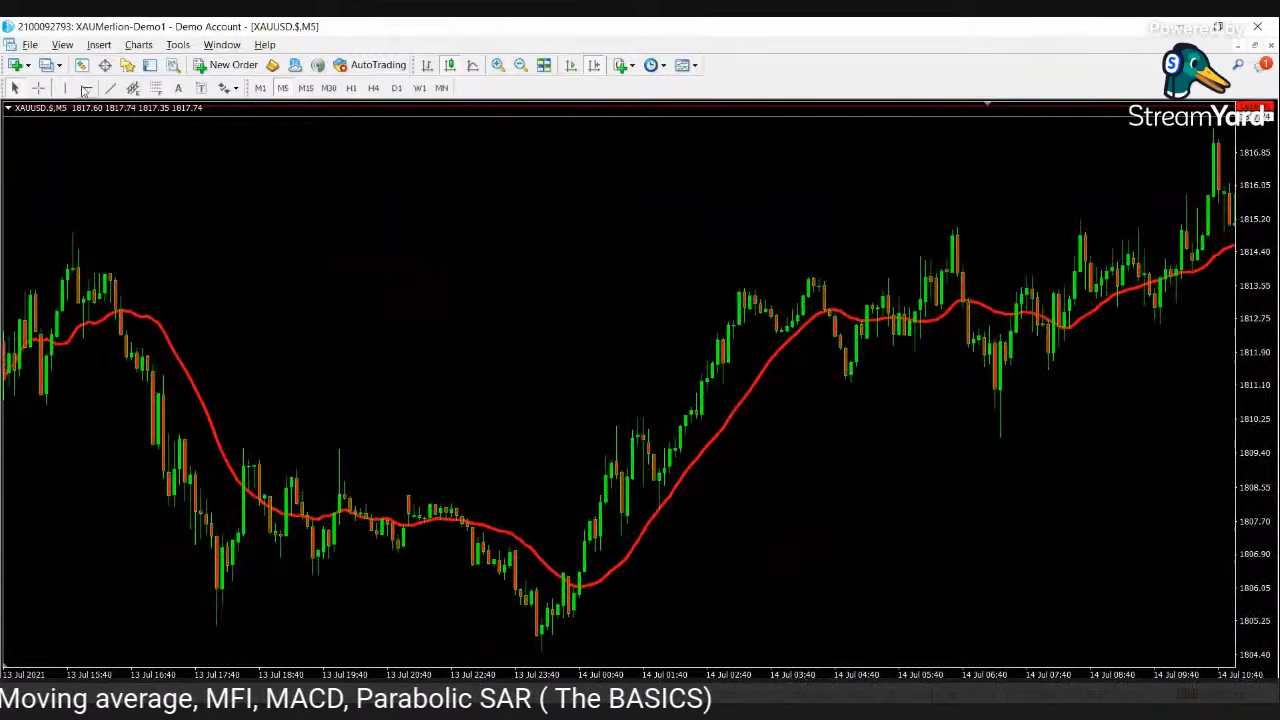 2100092793: XAUMerlion-Demo1 - Demo Account - [XAUUSD.$,M5]
Powered by
File View Insert Charts Tools Window Help
New Order AutoTrading
S
1
A T M1 M5 M15 M30 H1 H4 D1 W1 MN
XAUUSD.$,M5 1817.60 1817.74 1817.35 1817.74
StreamYard
1816.85
1816.05
1815.20
1814.40
1813.55
1812.75
1811.90
1811.10
1810.25
1809.40
1808.55
1807.70
1806.90
1806.05
1805.25
1804.40
13 Jul 2021 13 Jul 15:40 13 Jul 16:40 13 Jul 17:40 13 Jul 18:40 13 Jul 19:40 13 Jul 20:40 13 Jul 22:40 13 Jul 23:40 14 Jul 00:40 14 Jul 01:40 14 Jul 02:40 14 Jul 03:40 14 Jul 04:40 14 Jul 05:40 14 Jul 06:40 14 Jul 07:40 14 Jul 08:40 14 Jul 09:40 14 Jul 10:40
Moving average, MFI, MACD, Parabolic SAR ( The BASICS)